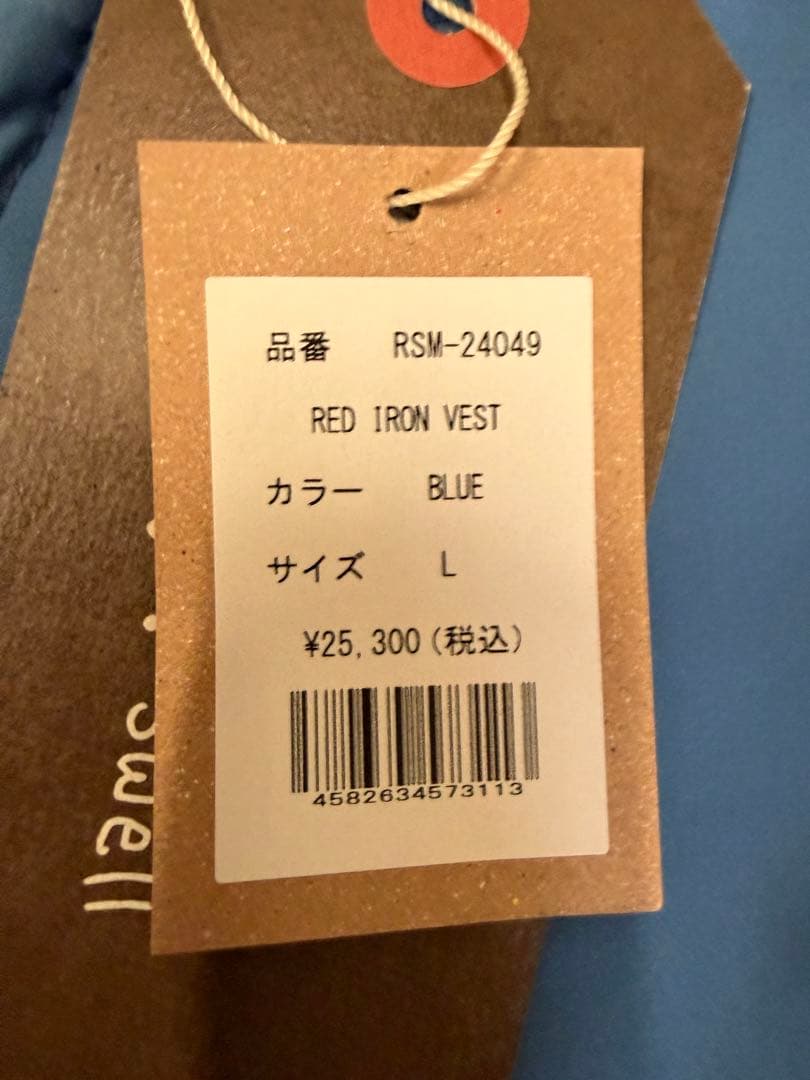 品番 RSM-24049
RED IRON VEST
カラー BLUE
サイズ L
¥25,300(税込)
4582634573113
swell